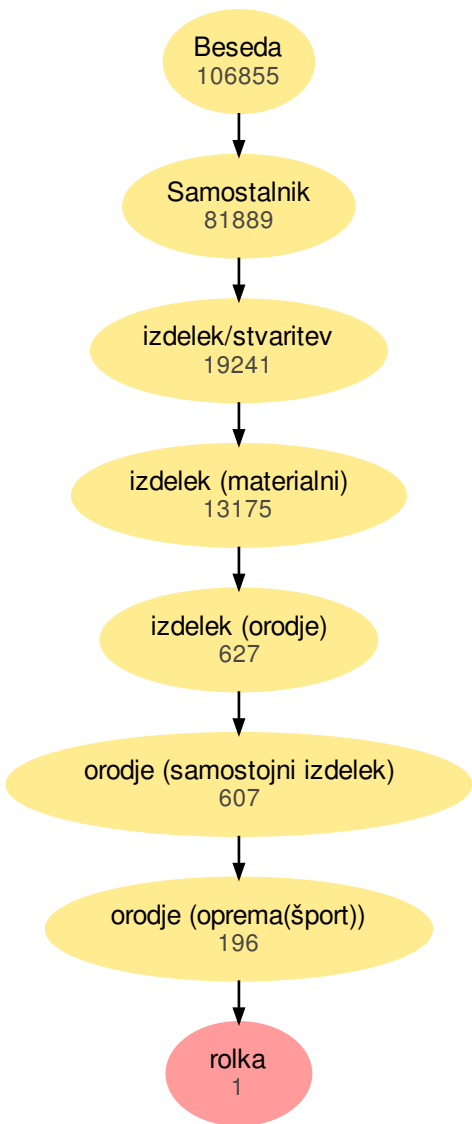 Beseda
106855
Samostalnik
81889
izdelek/stvaritev
19241
izdelek (materialni)
13175
izdelek (orodje)
627
orodje (samostojni izdelek)
607
orodje (oprema(šport))
196
rolka
1